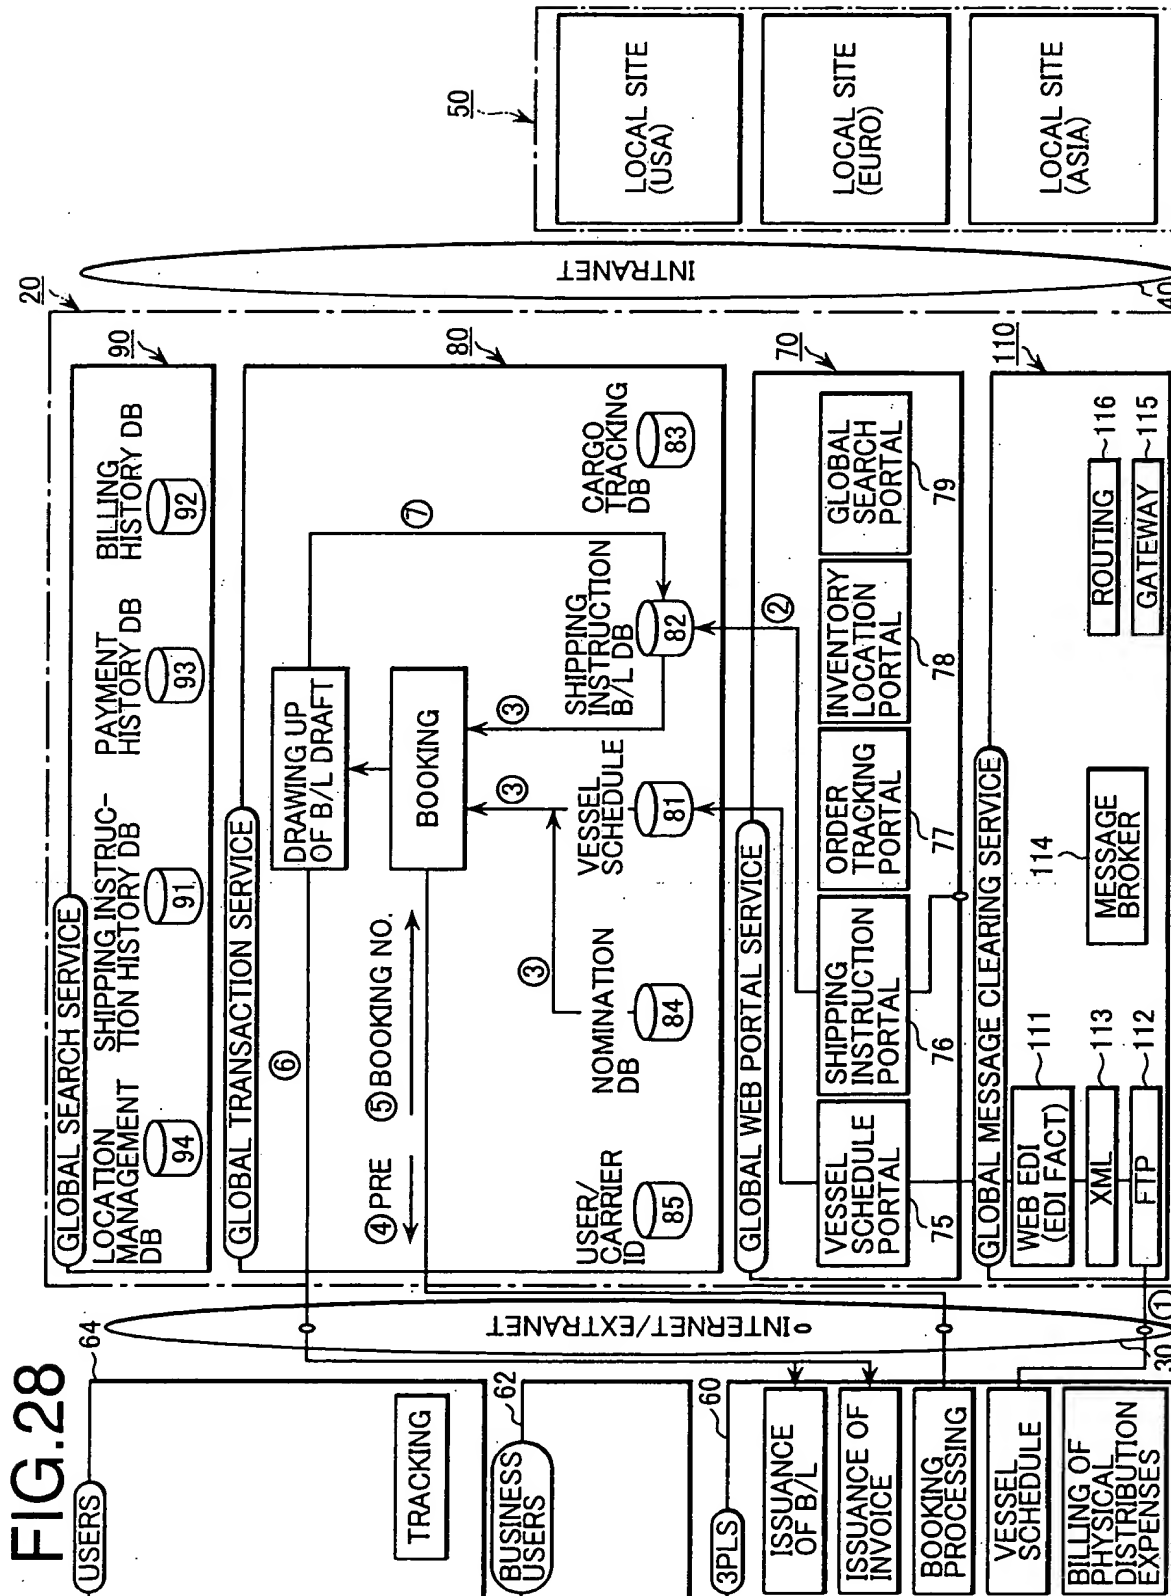 FIG.28
USERS
64
TRACKING
BUSINESS
USERS
62
3PLS
60
ISSUANCE
OF B/L
ISSUANCE OF
INVOICE
BOOKING
PROCESSING
VESSEL
SCHEDULE
BILLING OF
PHYSICAL
DISTRIBUTION
EXPENSES
INTERNET/EXTRANET
30
①
20
GLOBAL SEARCH SERVICE
90
LOCATION
MANAGEMENT
DB
94
SHIPPING INSTRUC-
TION HISTORY DB
91
PAYMENT
HISTORY DB
93
BILLING
HISTORY DB
92
GLOBAL TRANSACTION SERVICE
80
⑥
DRAWING UP
OF B/L DRAFT
⑦
④PRE
⑤BOOKING NO.
BOOKING
③
③
③
USER/
CARRIER
ID
85
NOMINATION
DB
84
VESSEL
SCHEDULE
81
SHIPPING
INSTRUCTION
B/L DB
82
CARGO
TRACKING
DB
83
②
GLOBAL WEB PORTAL SERVICE
70
VESSEL
SCHEDULE
PORTAL
75
SHIPPING
INSTRUCTION
PORTAL
76
ORDER
TRACKING
PORTAL
77
INVENTORY
LOCATION
PORTAL
78
GLOBAL
SEARCH
PORTAL
79
GLOBAL MESSAGE CLEARING SERVICE
110
WEB EDI
(EDI FACT)
111
XML
113
FTP
112
MESSAGE
BROKER
114
ROUTING
116
GATEWAY
115
INTRANET
40
50
LOCAL SITE
(USA)
LOCAL SITE
(EURO)
LOCAL SITE
(ASIA)